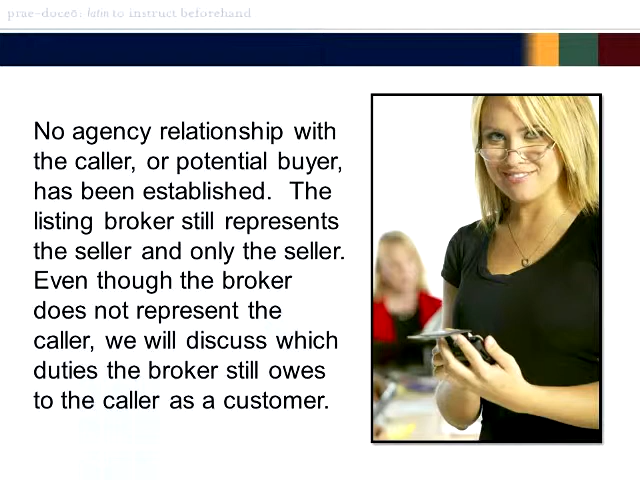 prae-doceō: latin to instruct beforehand
No agency relationship with
the caller, or potential buyer,
has been established. The
listing broker still represents
the seller and only the seller.
Even though the broker
does not represent the
caller, we will discuss which
duties the broker still owes
to the caller as a customer.